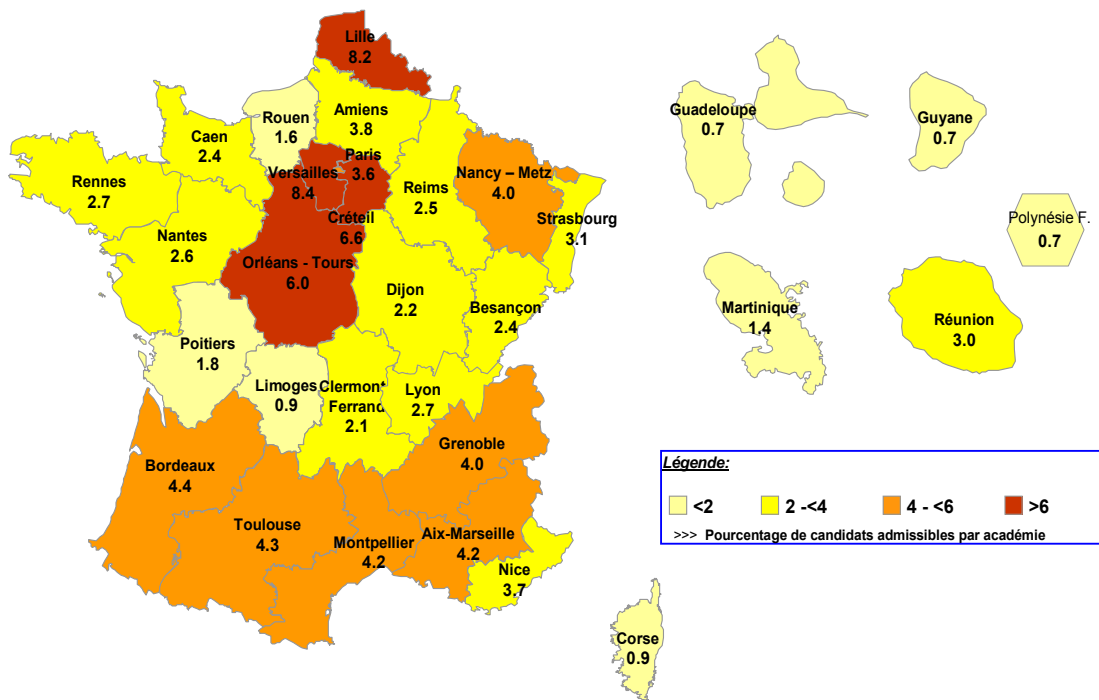 Lille
8.2
Rouen
1.6
Amiens
3.8
Caen
2.4
Paris
3.6
Versailles
8.4
Rennes
2.7
Reims
2.5
Nancy – Metz
4.0
Strasbourg
3.1
Créteil
6.6
Nantes
2.6
Orléans - Tours
6.0
Dijon
2.2
Besançon
2.4
Poitiers
1.8
Limoges
0.9
Clermont*
Ferrand
2.1
Lyon
2.7
Grenoble
4.0
Bordeaux
4.4
Toulouse
4.3
Montpellier
4.2
Aix-Marseille
4.2
Nice
3.7
Corse
0.9
Guadeloupe
0.7
Guyane
0.7
Polynésie F.
0.7
Martinique
1.4
Réunion
3.0
Légende:
<2 2 -<4 4 - <6 >6
>>> Pourcentage de candidats admissibles par académie